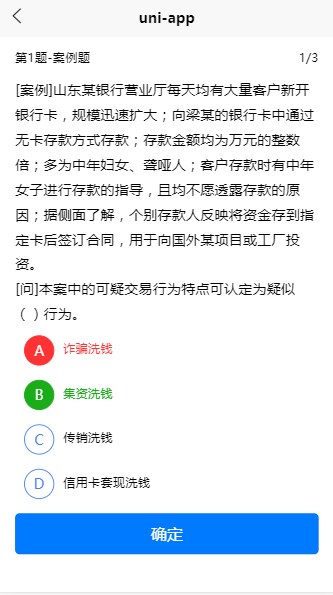 uni-app
第1题-案例题 1/3
[案例]山东某银行营业厅每天均有大量客户新开
银行卡，规模迅速扩大；向梁某的银行卡中通过
无卡存款方式存款；存款金额均为万元的整数
倍；多为中年妇女、聋哑人；客户存款时有中年
女子进行存款的指导，且均不愿透露存款的原
因；据侧面了解，个别存款人反映将资金存到指
定卡后签订合同，用于向国外某项目或工厂投
资。
[问]本案中的可疑交易行为特点可认定为疑似
（ ）行为。
A 诈骗洗钱
B 集资洗钱
C 传销洗钱
D 信用卡套现洗钱
确定